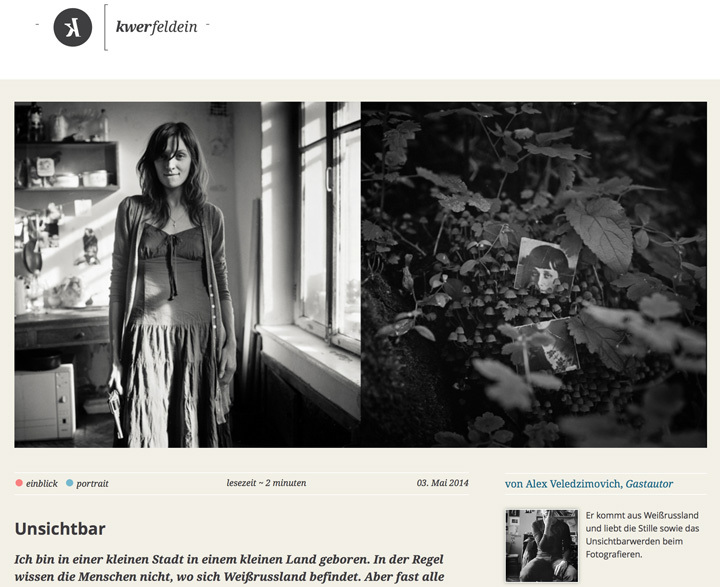 kwerfeldein
einblick portrait lesezeit ~ 2 minuten 03. Mai 2014
von Alex Veledzimovich, Gastautor
Unsichtbar
Ich bin in einer kleinen Stadt in einem kleinen Land geboren. In der Regel
wissen die Menschen nicht, wo sich Weißrussland befindet. Aber fast alle
Er kommt aus Weißrussland
und liebt die Stille sowie das
Unsichtbarwerden beim
Fotografieren.